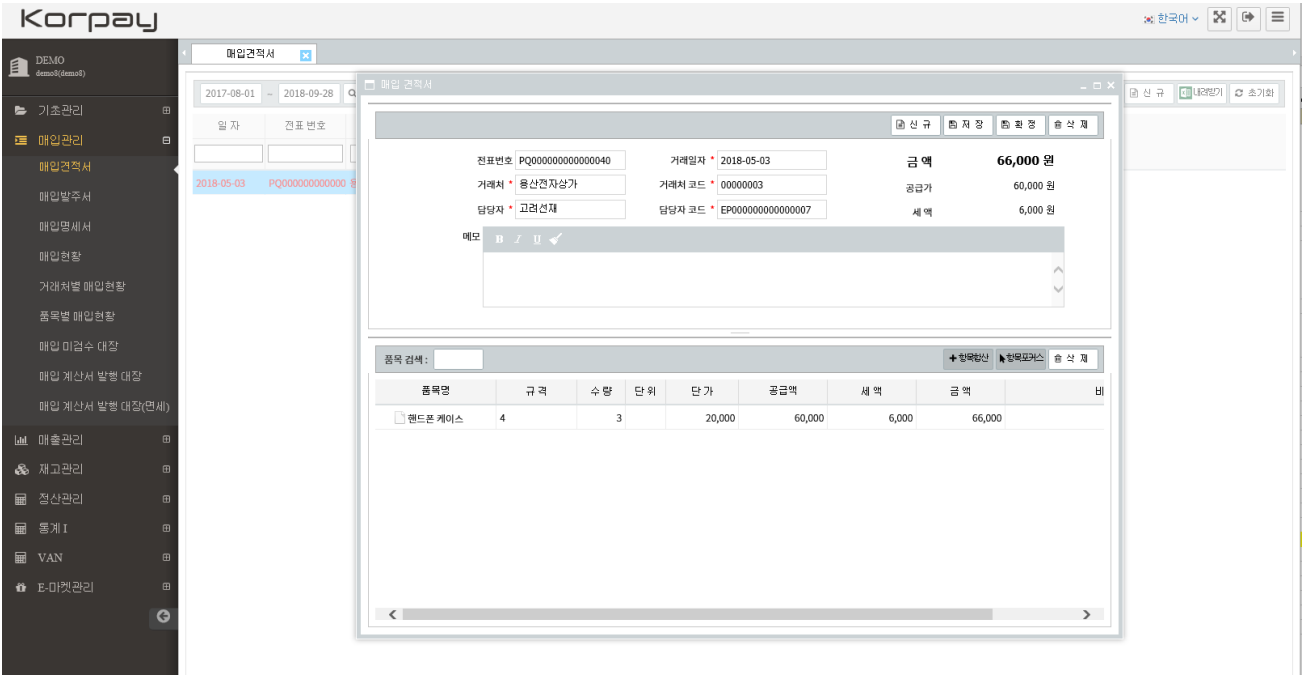 Korpay
한국어
DEMO
demo8(demo8)
기초관리
매입관리
매입견적서
매입발주서
매입명세서
매입현황
거래처별 매입현황
품목별 매입현황
매입 미검수 대장
매입 계산서 발행 대장
매입 계산서 발행 대장(면세)
매출관리
재고관리
정산관리
통계 I
VAN
E-마켓관리
매입견적서
2017-08-01 ~ 2018-09-28
신 규 내려받기 초기화
일 자 전표 번호
2018-05-03 PQ000000000000
매입 견적서
신 규 저 장 확 정 삭 제
전표번호 PQ000000000000040 거래일자 * 2018-05-03 금 액 66,000 원
거래처 * 용산전자상가 거래처 코드 * 00000003 공급가 60,000 원
담당자 * 고려선재 담당자 코드 * EP000000000000007 세 액 6,000 원
메모 B I U
품목 검색 : +항목합산 항목포커스 삭 제
품목명 규 격 수 량 단 위 단 가 공급액 세 액 금 액 비
핸드폰 케이스 4 3 20,000 60,000 6,000 66,000